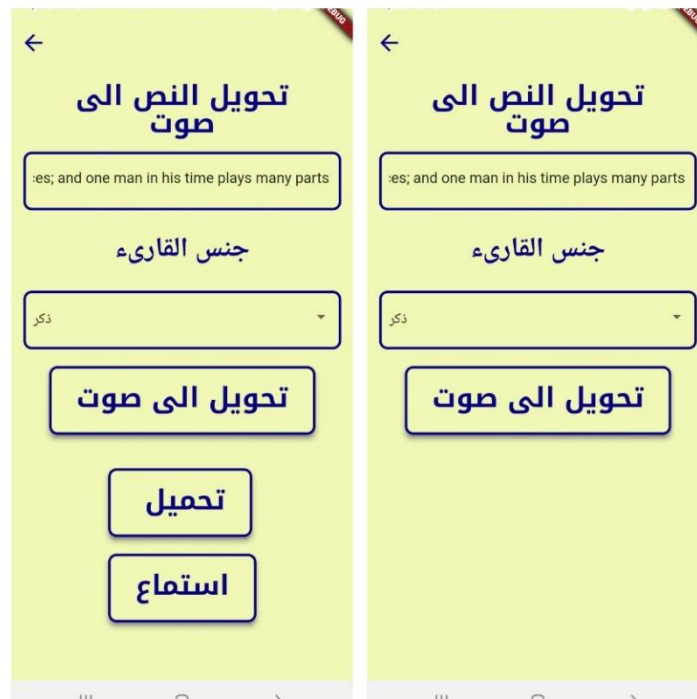 تحويل النص الى
صوت
es; and one man in his time plays many parts
جنس القارىء
ذكر
تحويل الى صوت
تحميل
استماع
تحويل النص الى
صوت
es; and one man in his time plays many parts
جنس القارىء
ذكر
تحويل الى صوت